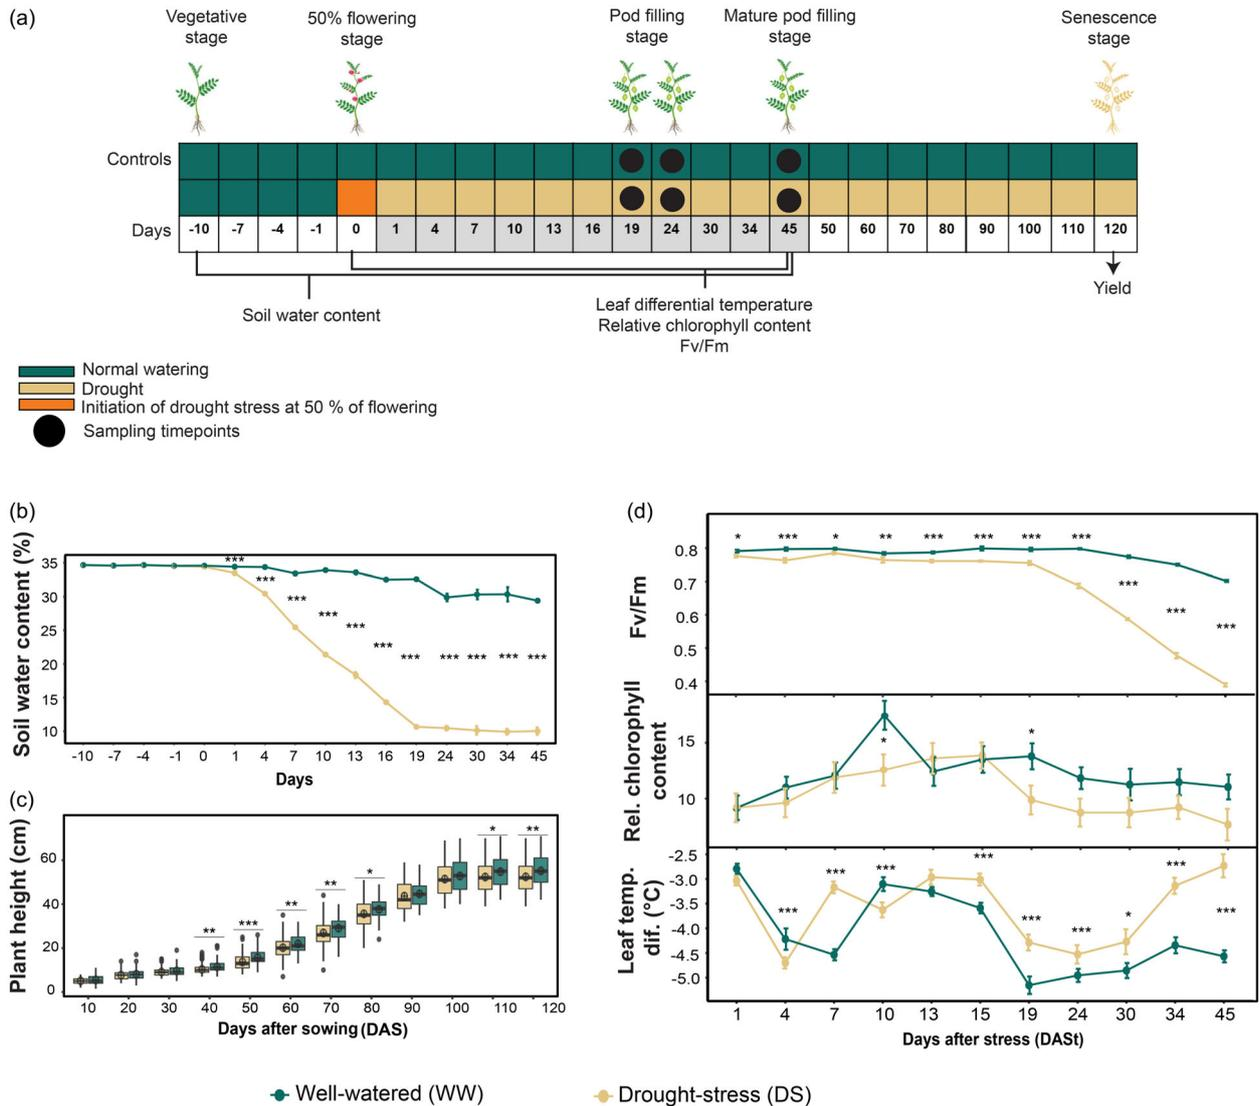 (a)
Vegetative
stage
50% flowering
stage
Pod filling
stage
Mature pod filling
stage
Senescence
stage
Controls
Days
-10 -7 -4 -1 0 1 4 7 10 13 16 19 24 30 34 45 50 60 70 80 90 100 110 120
Soil water content
Leaf differential temperature
Relative chlorophyll content
Fv/Fm
Yield
Normal watering
Drought
Initiation of drought stress at 50 % of flowering
Sampling timepoints
(b)
Soil water content (%)
35
30
25
20
15
10
*** *** *** *** *** *** *** *** *** *** ***
-10 -7 -4 -1 0 1 4 7 10 13 16 19 24 30 34 45
Days
(c)
Plant height (cm)
60
40
20
0
** *** ** ** * * **
10 20 30 40 50 60 70 80 90 100 110 120
Days after sowing (DAS)
(d)
Fv/Fm
0.8
0.7
0.6
0.5
0.4
* *** * ** *** *** *** *** *** ***
Rel. chlorophyll
content
15
10
* *
Leaf temp.
dif. (°C)
-2.5
-3.0
-3.5
-4.0
-4.5
-5.0
*** *** *** *** *** *** * *** ***
1 4 7 10 13 15 19 24 30 34 45
Days after stress (DASt)
Well-watered (WW)
Drought-stress (DS)